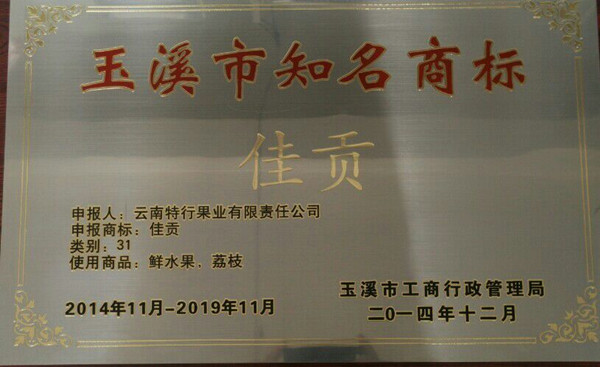 玉溪市知名商标
佳贡
申报人：云南特行果业有限责任公司
申报商标：佳贡
类别：31
使用商品：鲜水果、荔枝
2014年11月-2019年11月
玉溪市工商行政管理局
二0一四年十二月